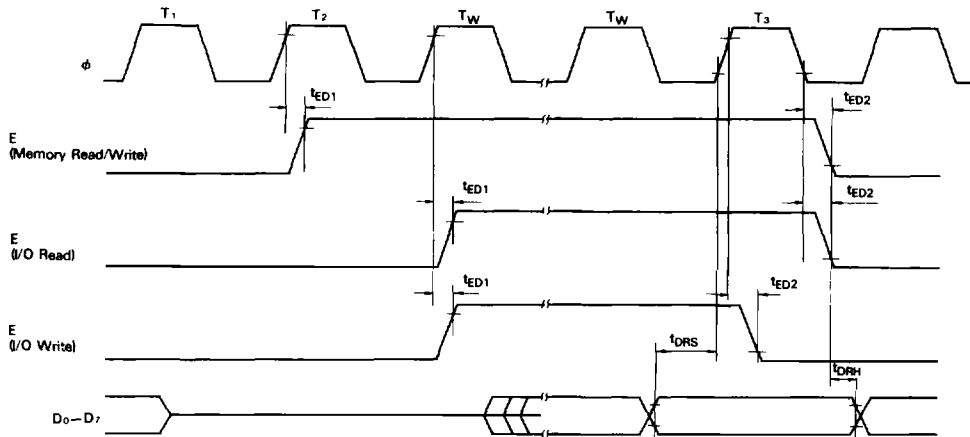 T1 T2 TW TW T3
φ
tED1 tED2
E
(Memory Read/Write)
tED1 tED2
E
(I/O Read)
tED1 tED2
E
(I/O Write)
tDRS
tDRH
D0–D7